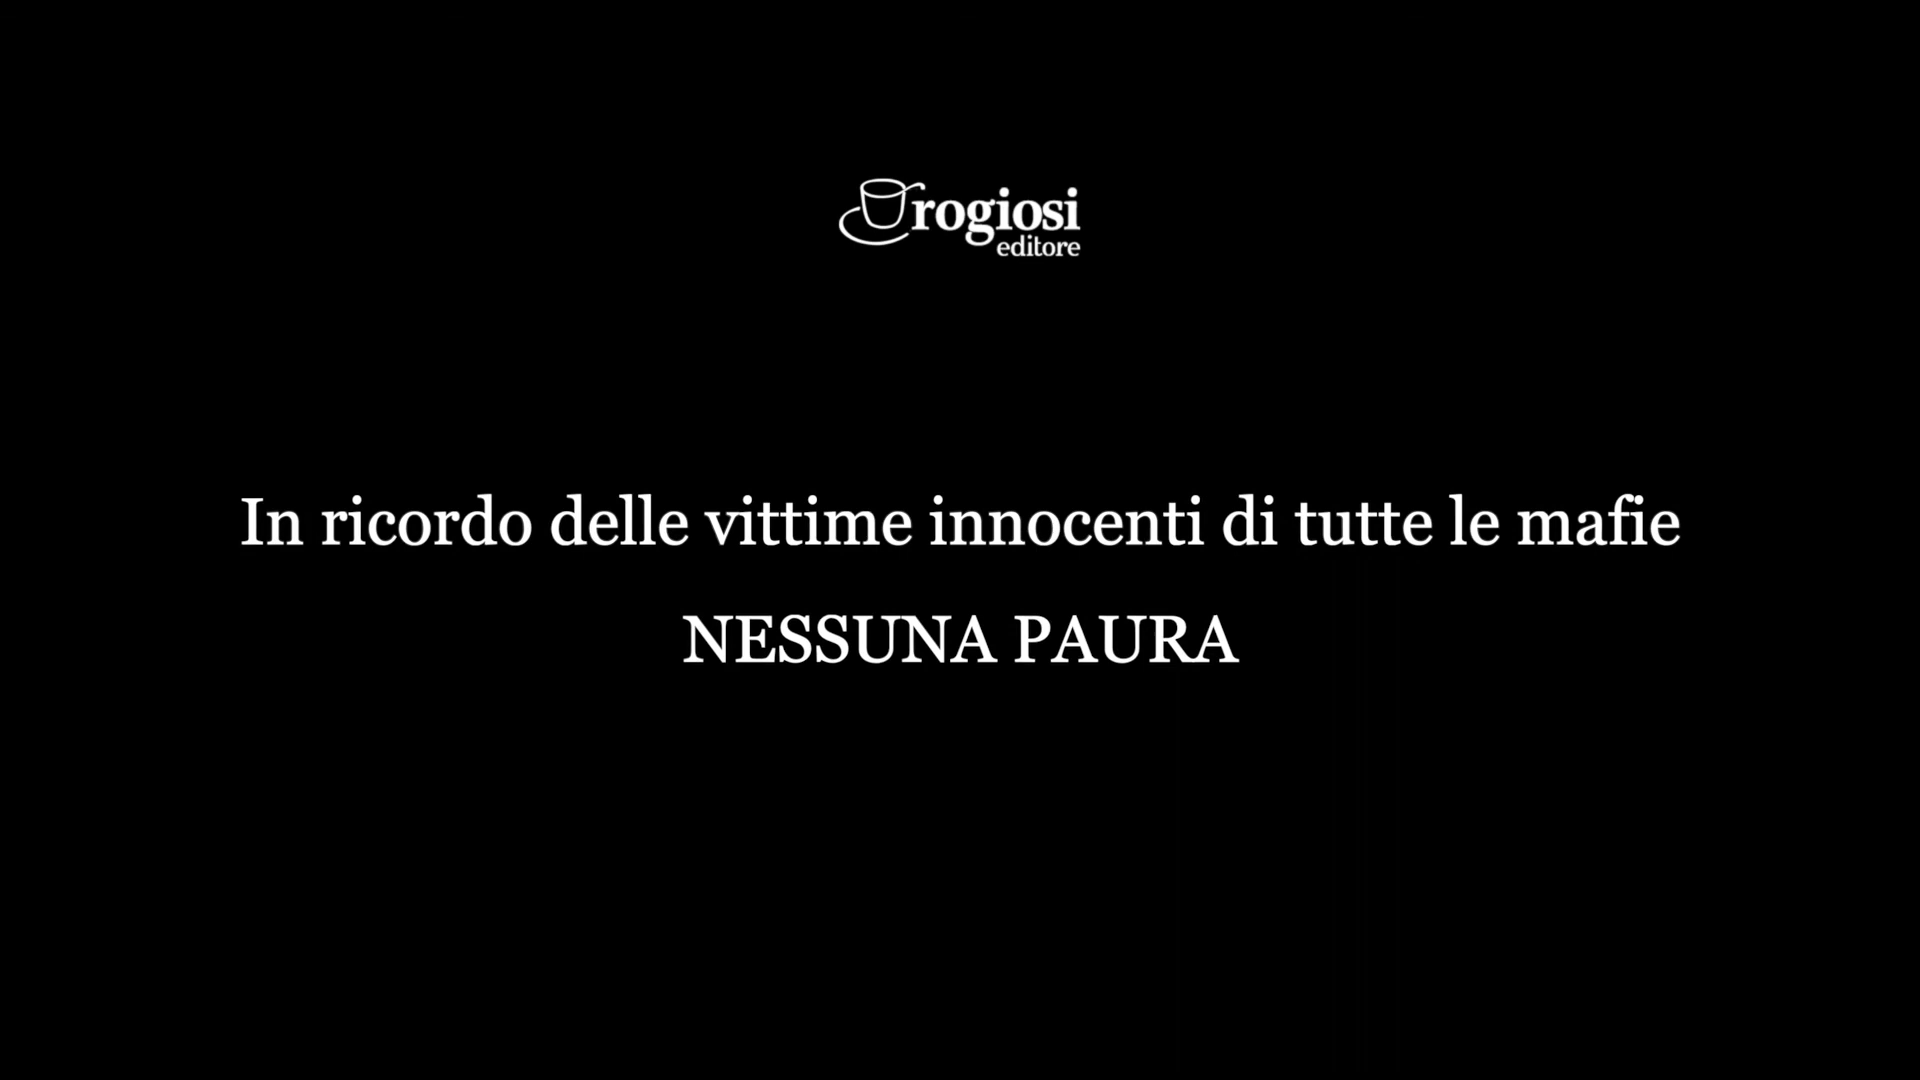 rogiosi
editore
In ricordo delle vittime innocenti di tutte le mafie
NESSUNA PAURA